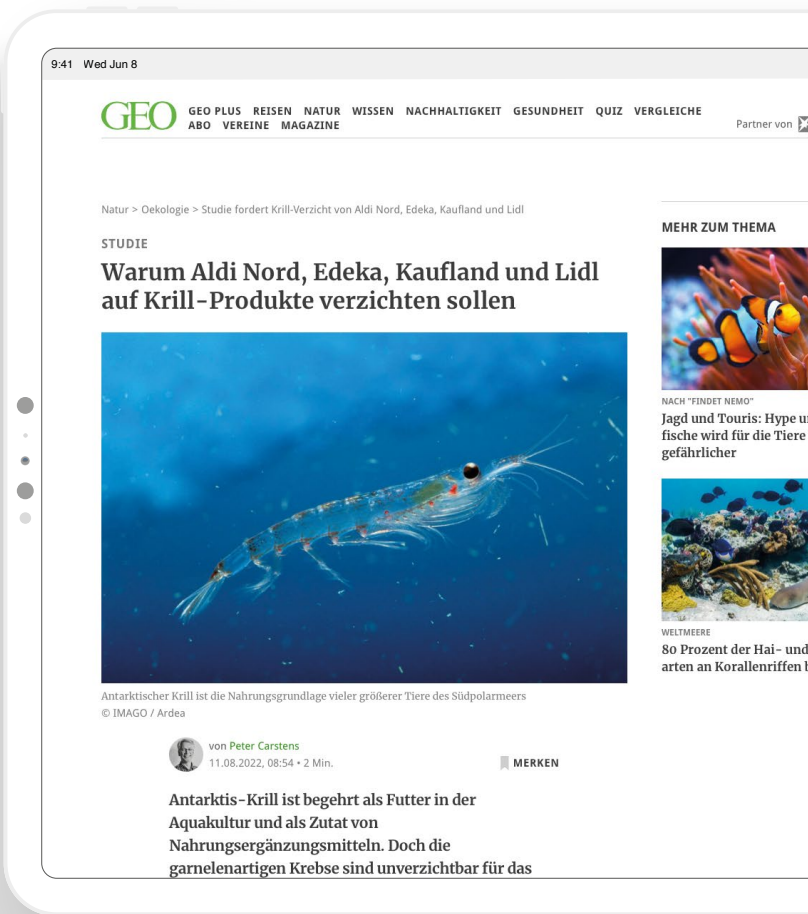 9:41 Wed Jun 8
GEO
GEO PLUS REISEN NATUR WISSEN NACHHALTIGKEIT GESUNDHEIT QUIZ VERGLEICHE
ABO VEREINE MAGAZINE
Partner von
Natur > Oekologie > Studie fordert Krill-Verzicht von Aldi Nord, Edeka, Kaufland und Lidl
STUDIE
Warum Aldi Nord, Edeka, Kaufland und Lidl
auf Krill-Produkte verzichten sollen
Antarktischer Krill ist die Nahrungsgrundlage vieler größerer Tiere des Südpolarmeers
© IMAGO / Ardea
von Peter Carstens
11.08.2022, 08:54 • 2 Min.
MERKEN
Antarktis-Krill ist begehrt als Futter in der
Aquakultur und als Zutat von
Nahrungsergänzungsmitteln. Doch die
garnelenartigen Krebse sind unverzichtbar für das
MEHR ZUM THEMA
NACH "FINDET NEMO"
Jagd und Touris: Hype
fische wird für die Tiere
gefährlicher
WELTMEERE
80 Prozent der Hai- und
arten an Korallenriffen